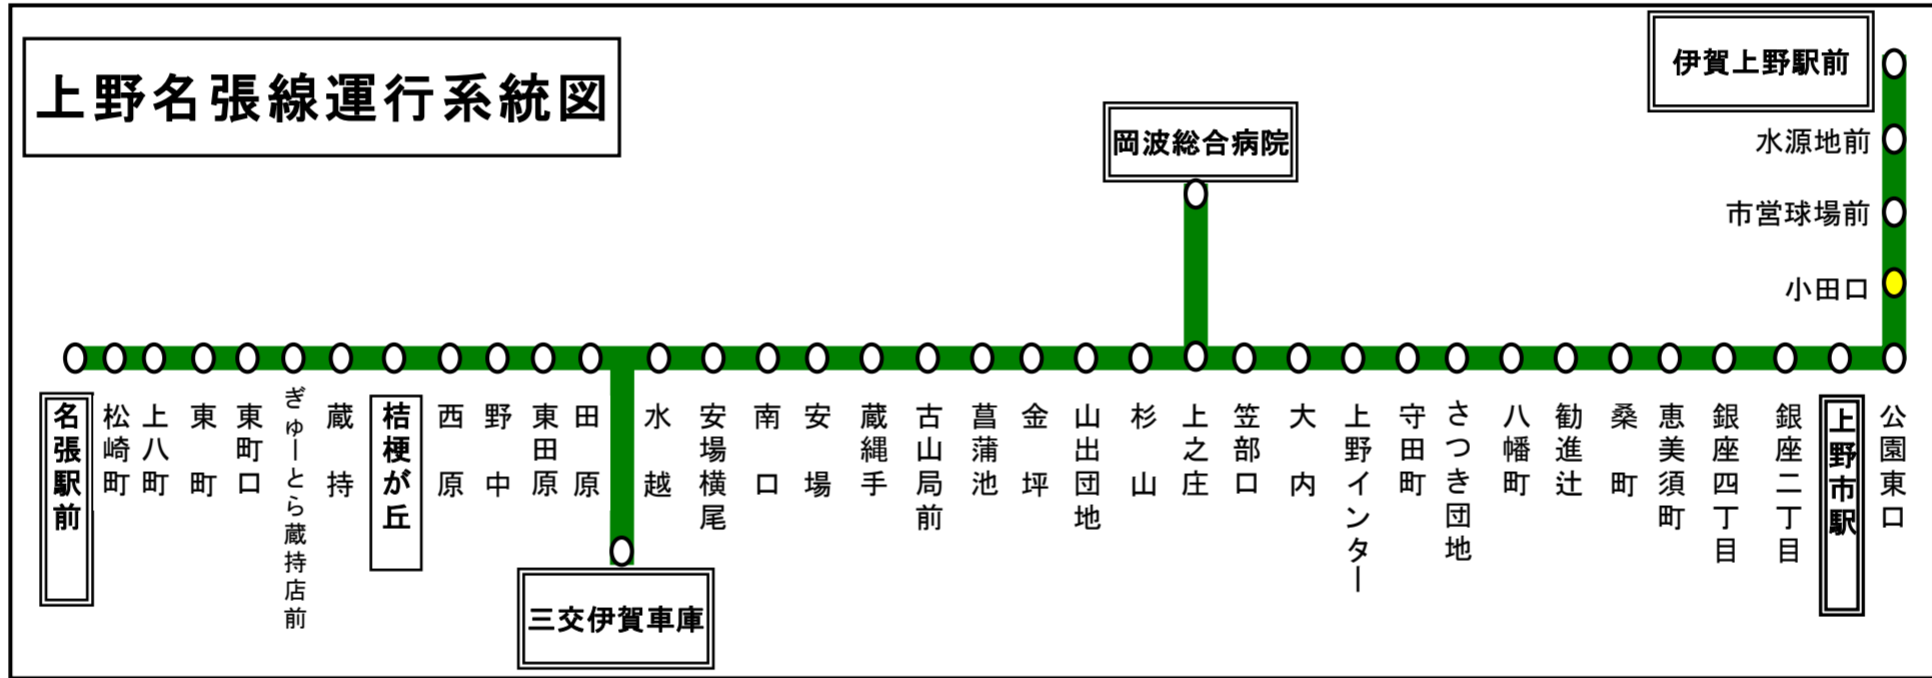 上野名張線運行系統図
伊賀上野駅前
岡波総合病院
水源地前
市営球場前
小田口
名張駅前
松崎町
上八町
東町
東町口
ぎゅーとら蔵持店前
蔵持
桔梗が丘
西原
野中
東田原
田原
水越
安場横尾
南口
安場
蔵縄手
古山局前
菖蒲池
金坪
山出団地
杉山
上之庄
笠部口
大内
上野インター
守田町
さつき団地
八幡町
勧進辻
桑町
恵美須町
銀座四丁目
銀座二丁目
上野市駅
公園東口
三交伊賀車庫